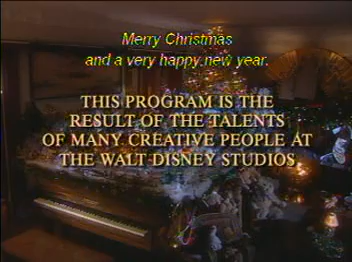 Merry Christmas
and a very happy new year.
THIS PROGRAM IS THE
RESULT OF THE TALENTS
OF MANY CREATIVE PEOPLE AT
THE WALT DISNEY STUDIOS